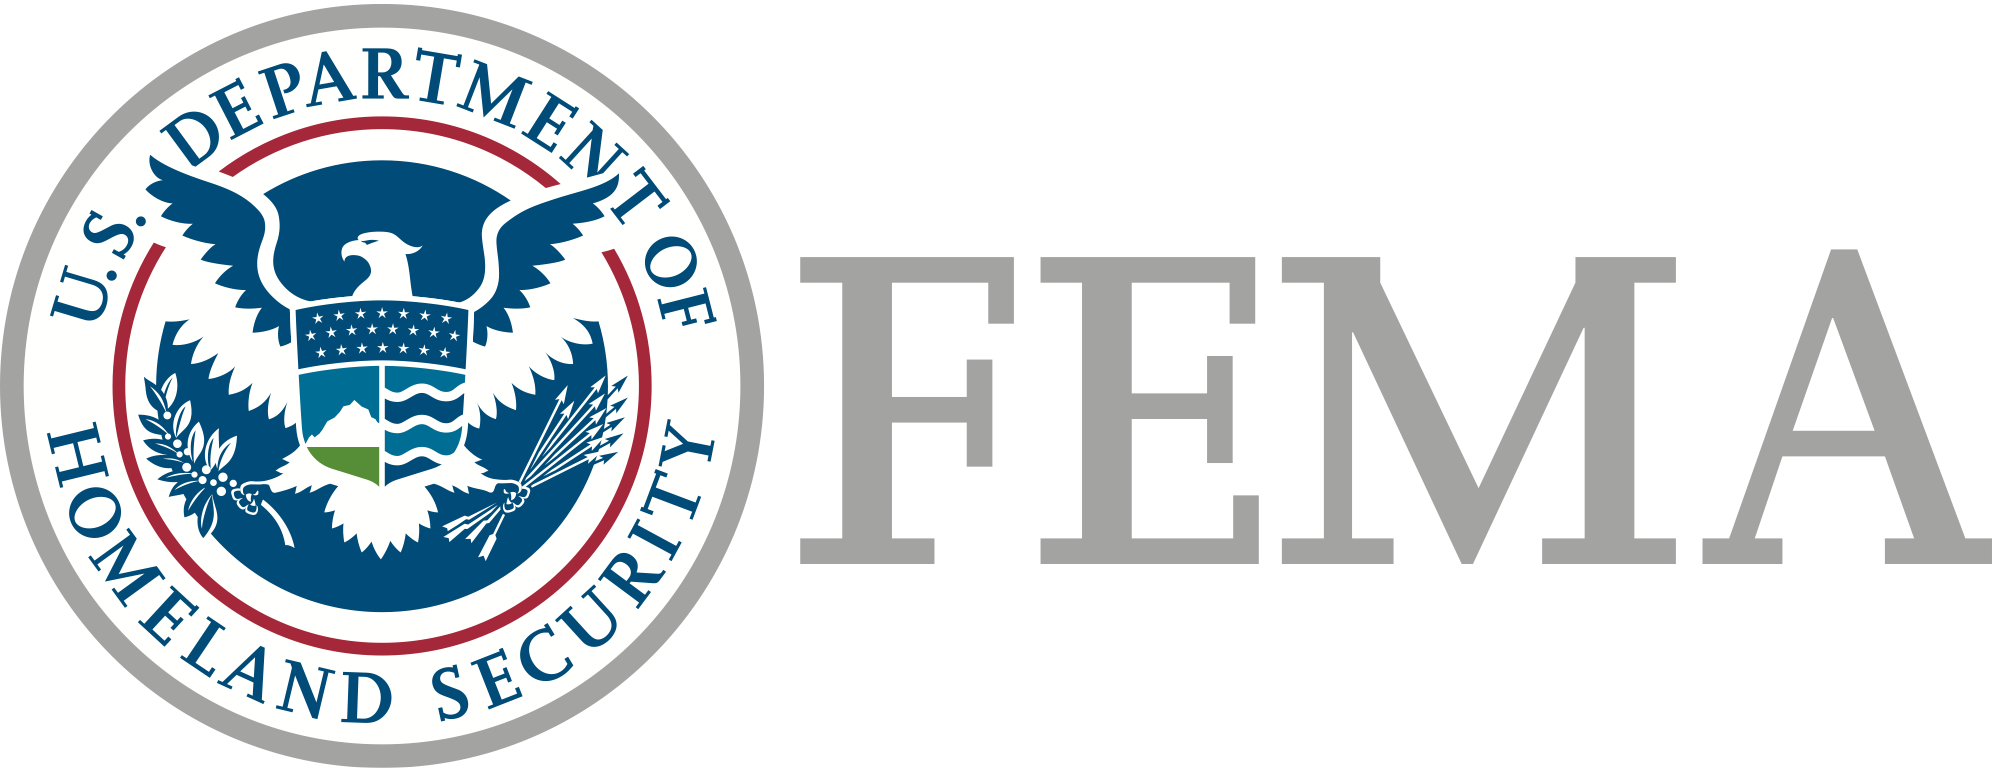 U.S. DEPARTMENT OF
HOMELAND SECURITY
FEMA